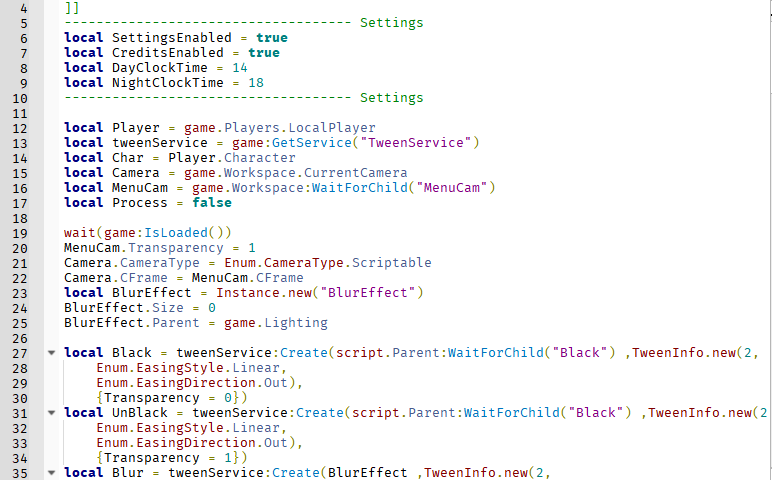 4 ]]
5 ------------------------------------ Settings
6 local SettingsEnabled = true
7 local CreditsEnabled = true
8 local DayClockTime = 14
9 local NightClockTime = 18
10 ------------------------------------ Settings
11
12 local Player = game.Players.LocalPlayer
13 local tweenService = game:GetService("TweenService")
14 local Char = Player.Character
15 local Camera = game.Workspace.CurrentCamera
16 local MenuCam = game.Workspace:WaitForChild("MenuCam")
17 local Process = false
18
19 wait(game:IsLoaded())
20 MenuCam.Transparency = 1
21 Camera.CameraType = Enum.CameraType.Scriptable
22 Camera.CFrame = MenuCam.CFrame
23 local BlurEffect = Instance.new("BlurEffect")
24 BlurEffect.Size = 0
25 BlurEffect.Parent = game.Lighting
26
27 local Black = tweenService:Create(script.Parent:WaitForChild("Black") ,TweenInfo.new(2,
28 Enum.EasingStyle.Linear,
29 Enum.EasingDirection.Out),
30 {Transparency = 0})
31 local UnBlack = tweenService:Create(script.Parent:WaitForChild("Black") ,TweenInfo.new(2
32 Enum.EasingStyle.Linear,
33 Enum.EasingDirection.Out),
34 {Transparency = 1})
35 local Blur = tweenService:Create(BlurEffect ,TweenInfo.new(2,